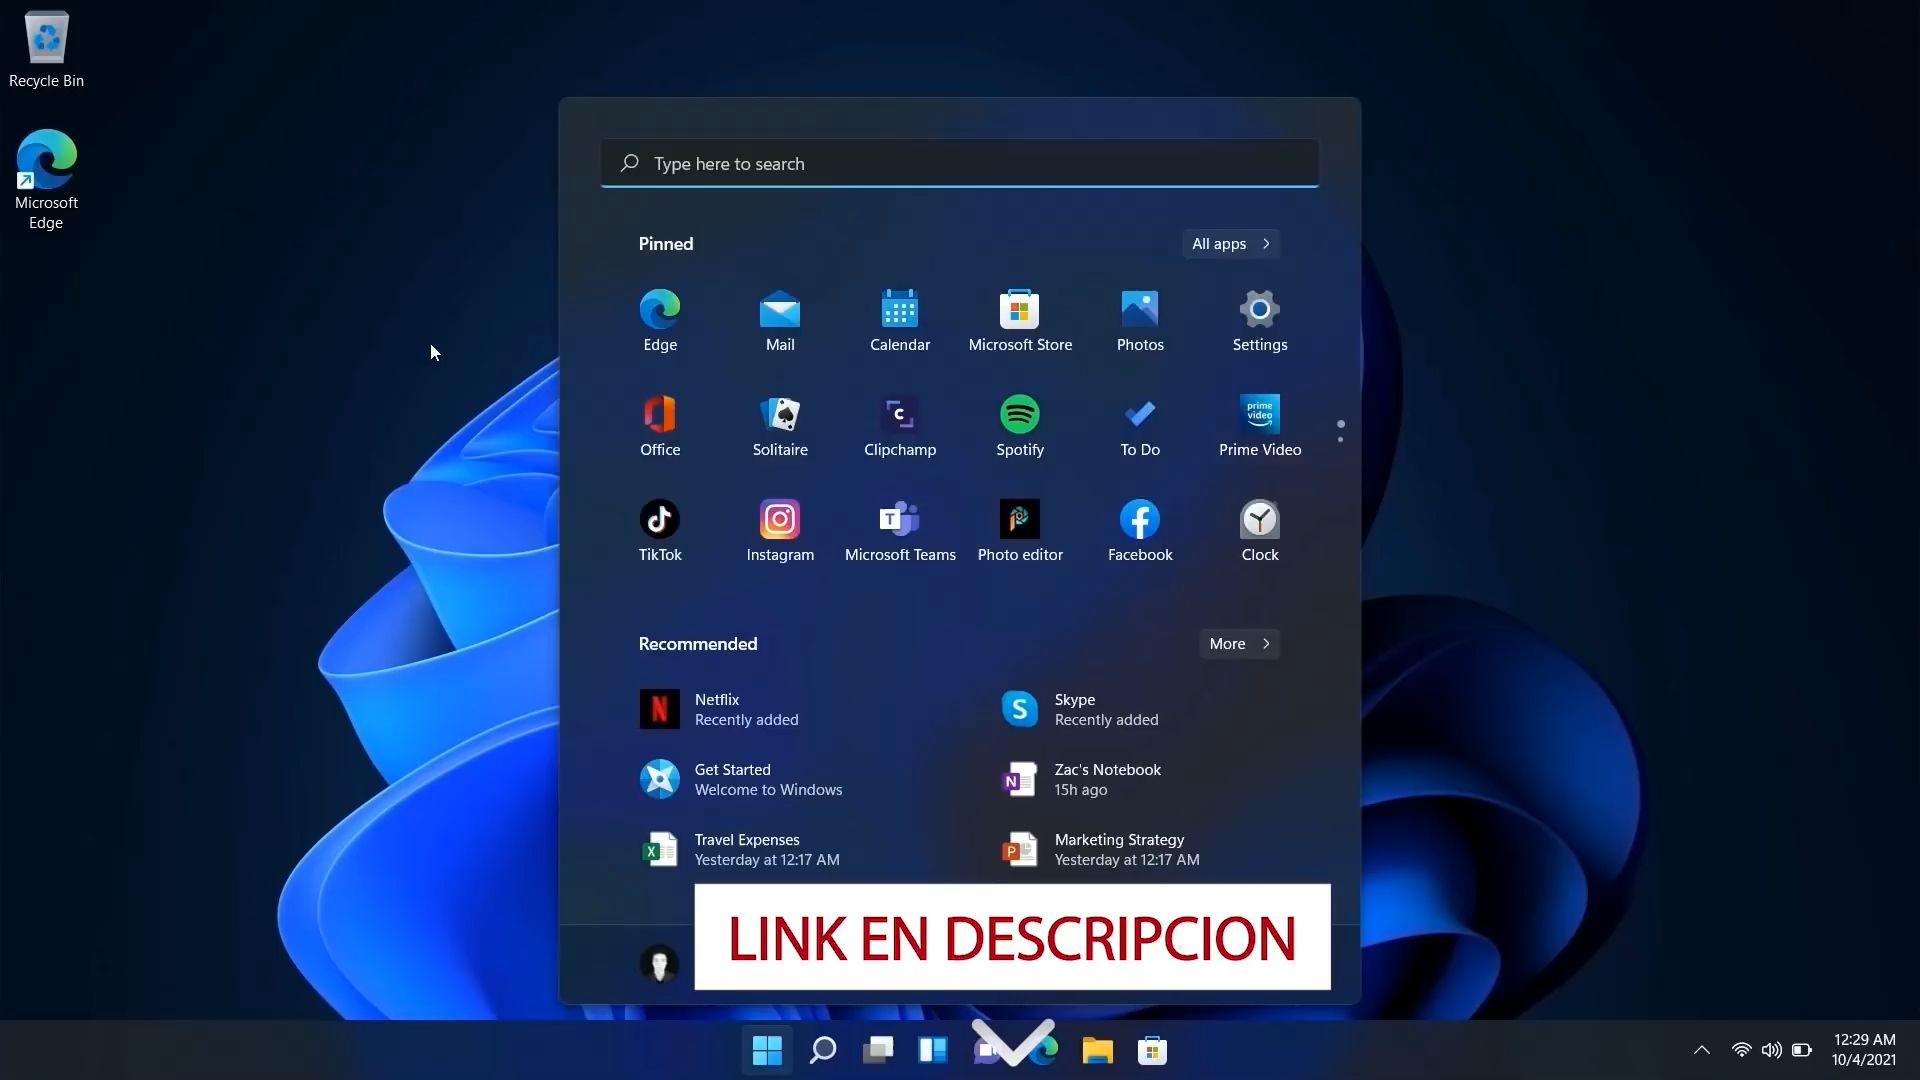 Recycle Bin
Microsoft
Edge
Type here to search
Pinned
All apps
Edge
Mail
Calendar
Microsoft Store
Photos
Settings
Office
Solitaire
Clipchamp
Spotify
To Do
prime
video
Prime Video
TikTok
Instagram
Microsoft Teams
Photo editor
Facebook
Clock
Recommended
More
Netflix
Recently added
Skype
Recently added
Get Started
Welcome to Windows
Zac's Notebook
15h ago
Travel Expenses
Yesterday at 12:17 AM
Marketing Strategy
Yesterday at 12:17 AM
LINK EN DESCRIPCION
12:29 AM
10/4/2021